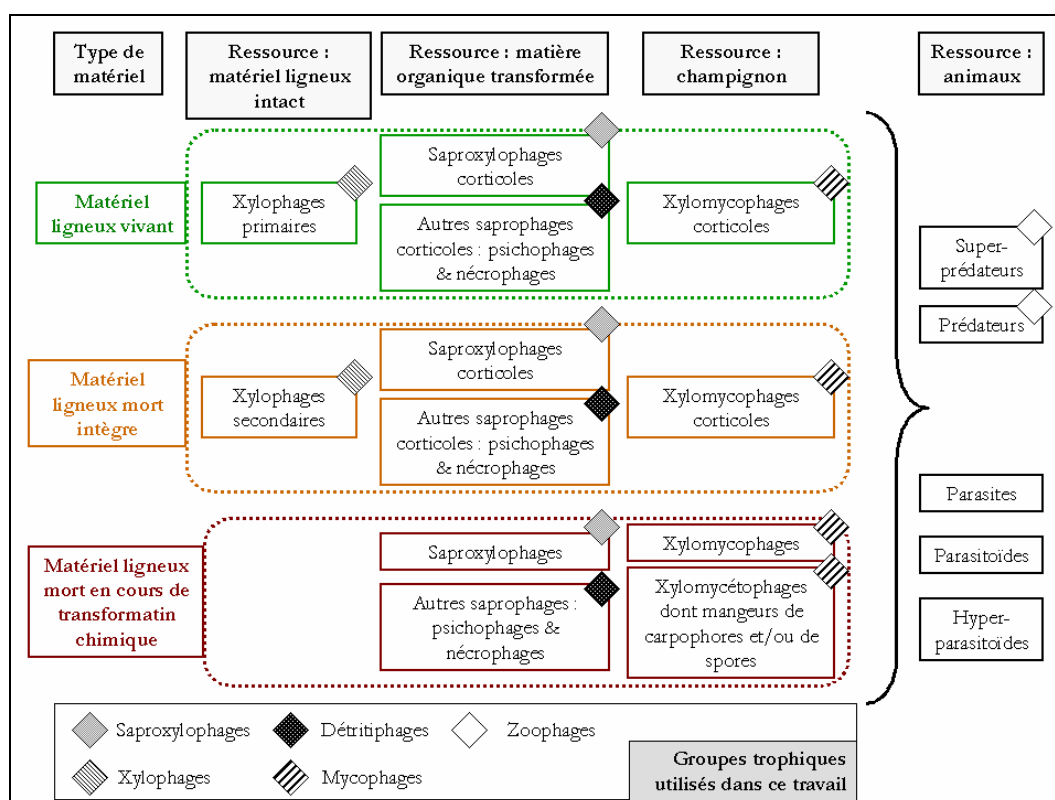 Type de
matériel
Ressource :
matériel ligneux
intact
Ressource : matière
organique transformée
Ressource :
champignon
Ressource :
animaux
Matériel
ligneux vivant
Xylophages
primaires
Saproxylophages
corticoles
Autres saprophages
corticoles : psichophages
& nécrophages
Xylomycophages
corticoles
Matériel
ligneux mort
intègre
Xylophages
secondaires
Saproxylophages
corticoles
Autres saprophages
corticoles : psichophages
& nécrophages
Xylomycophages
corticoles
Matériel ligneux
mort en cours de
transformatin
chimique
Saproxylophages
Autres saprophages :
psichophages &
nécrophages
Xylomycophages
Xylomycétophages
dont mangeurs de
carpophores et/ou de
spores
Super-
prédateurs
Prédateurs
Parasites
Parasitoïdes
Hyper-
parasitoïdes
Saproxylophages
Détritiphages
Zoophages
Xylophages
Mycophages
Groupes trophiques
utilisés dans ce travail